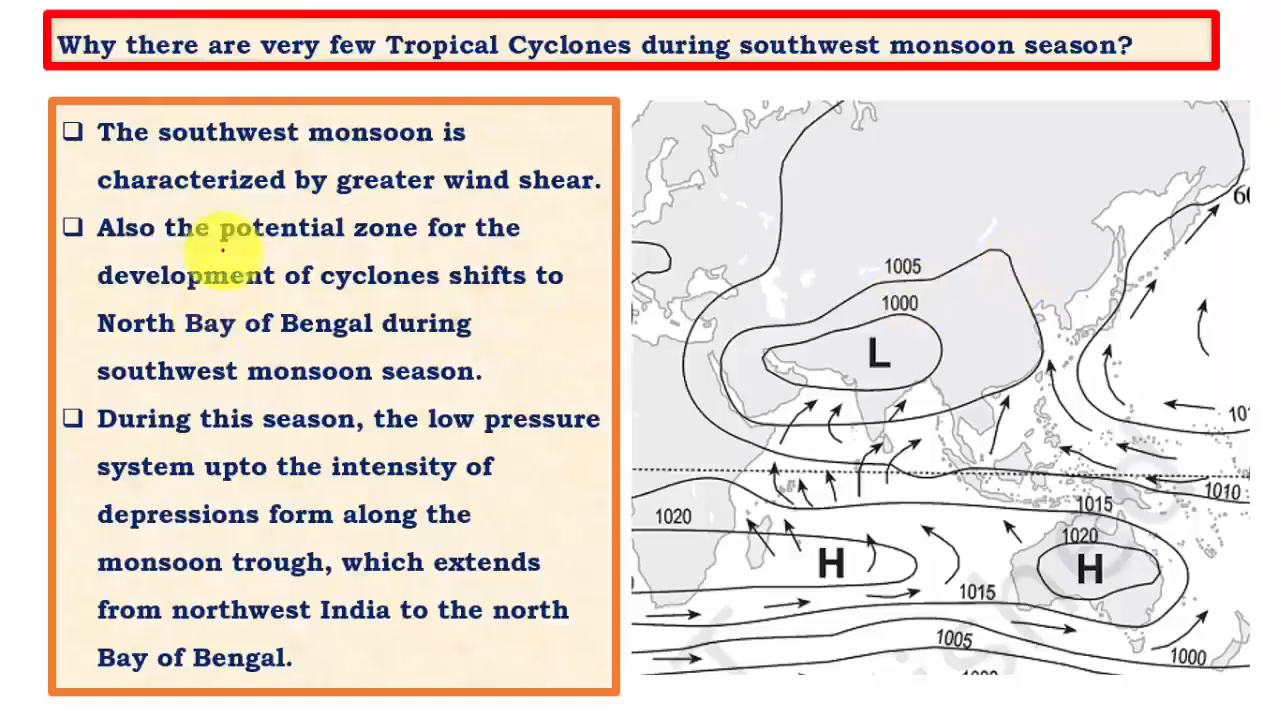 Why there are very few Tropical Cyclones during southwest monsoon season?
❑ The southwest monsoon is
characterized by greater wind shear.
❑ Also the potential zone for the
development of cyclones shifts to
North Bay of Bengal during
southwest monsoon season.
❑ During this season, the low pressure
system upto the intensity of
depressions form along the
monsoon trough, which extends
from northwest India to the north
Bay of Bengal.
1005
1000
L
1010
1015
1020
1020
H
H
1015
1005
1000